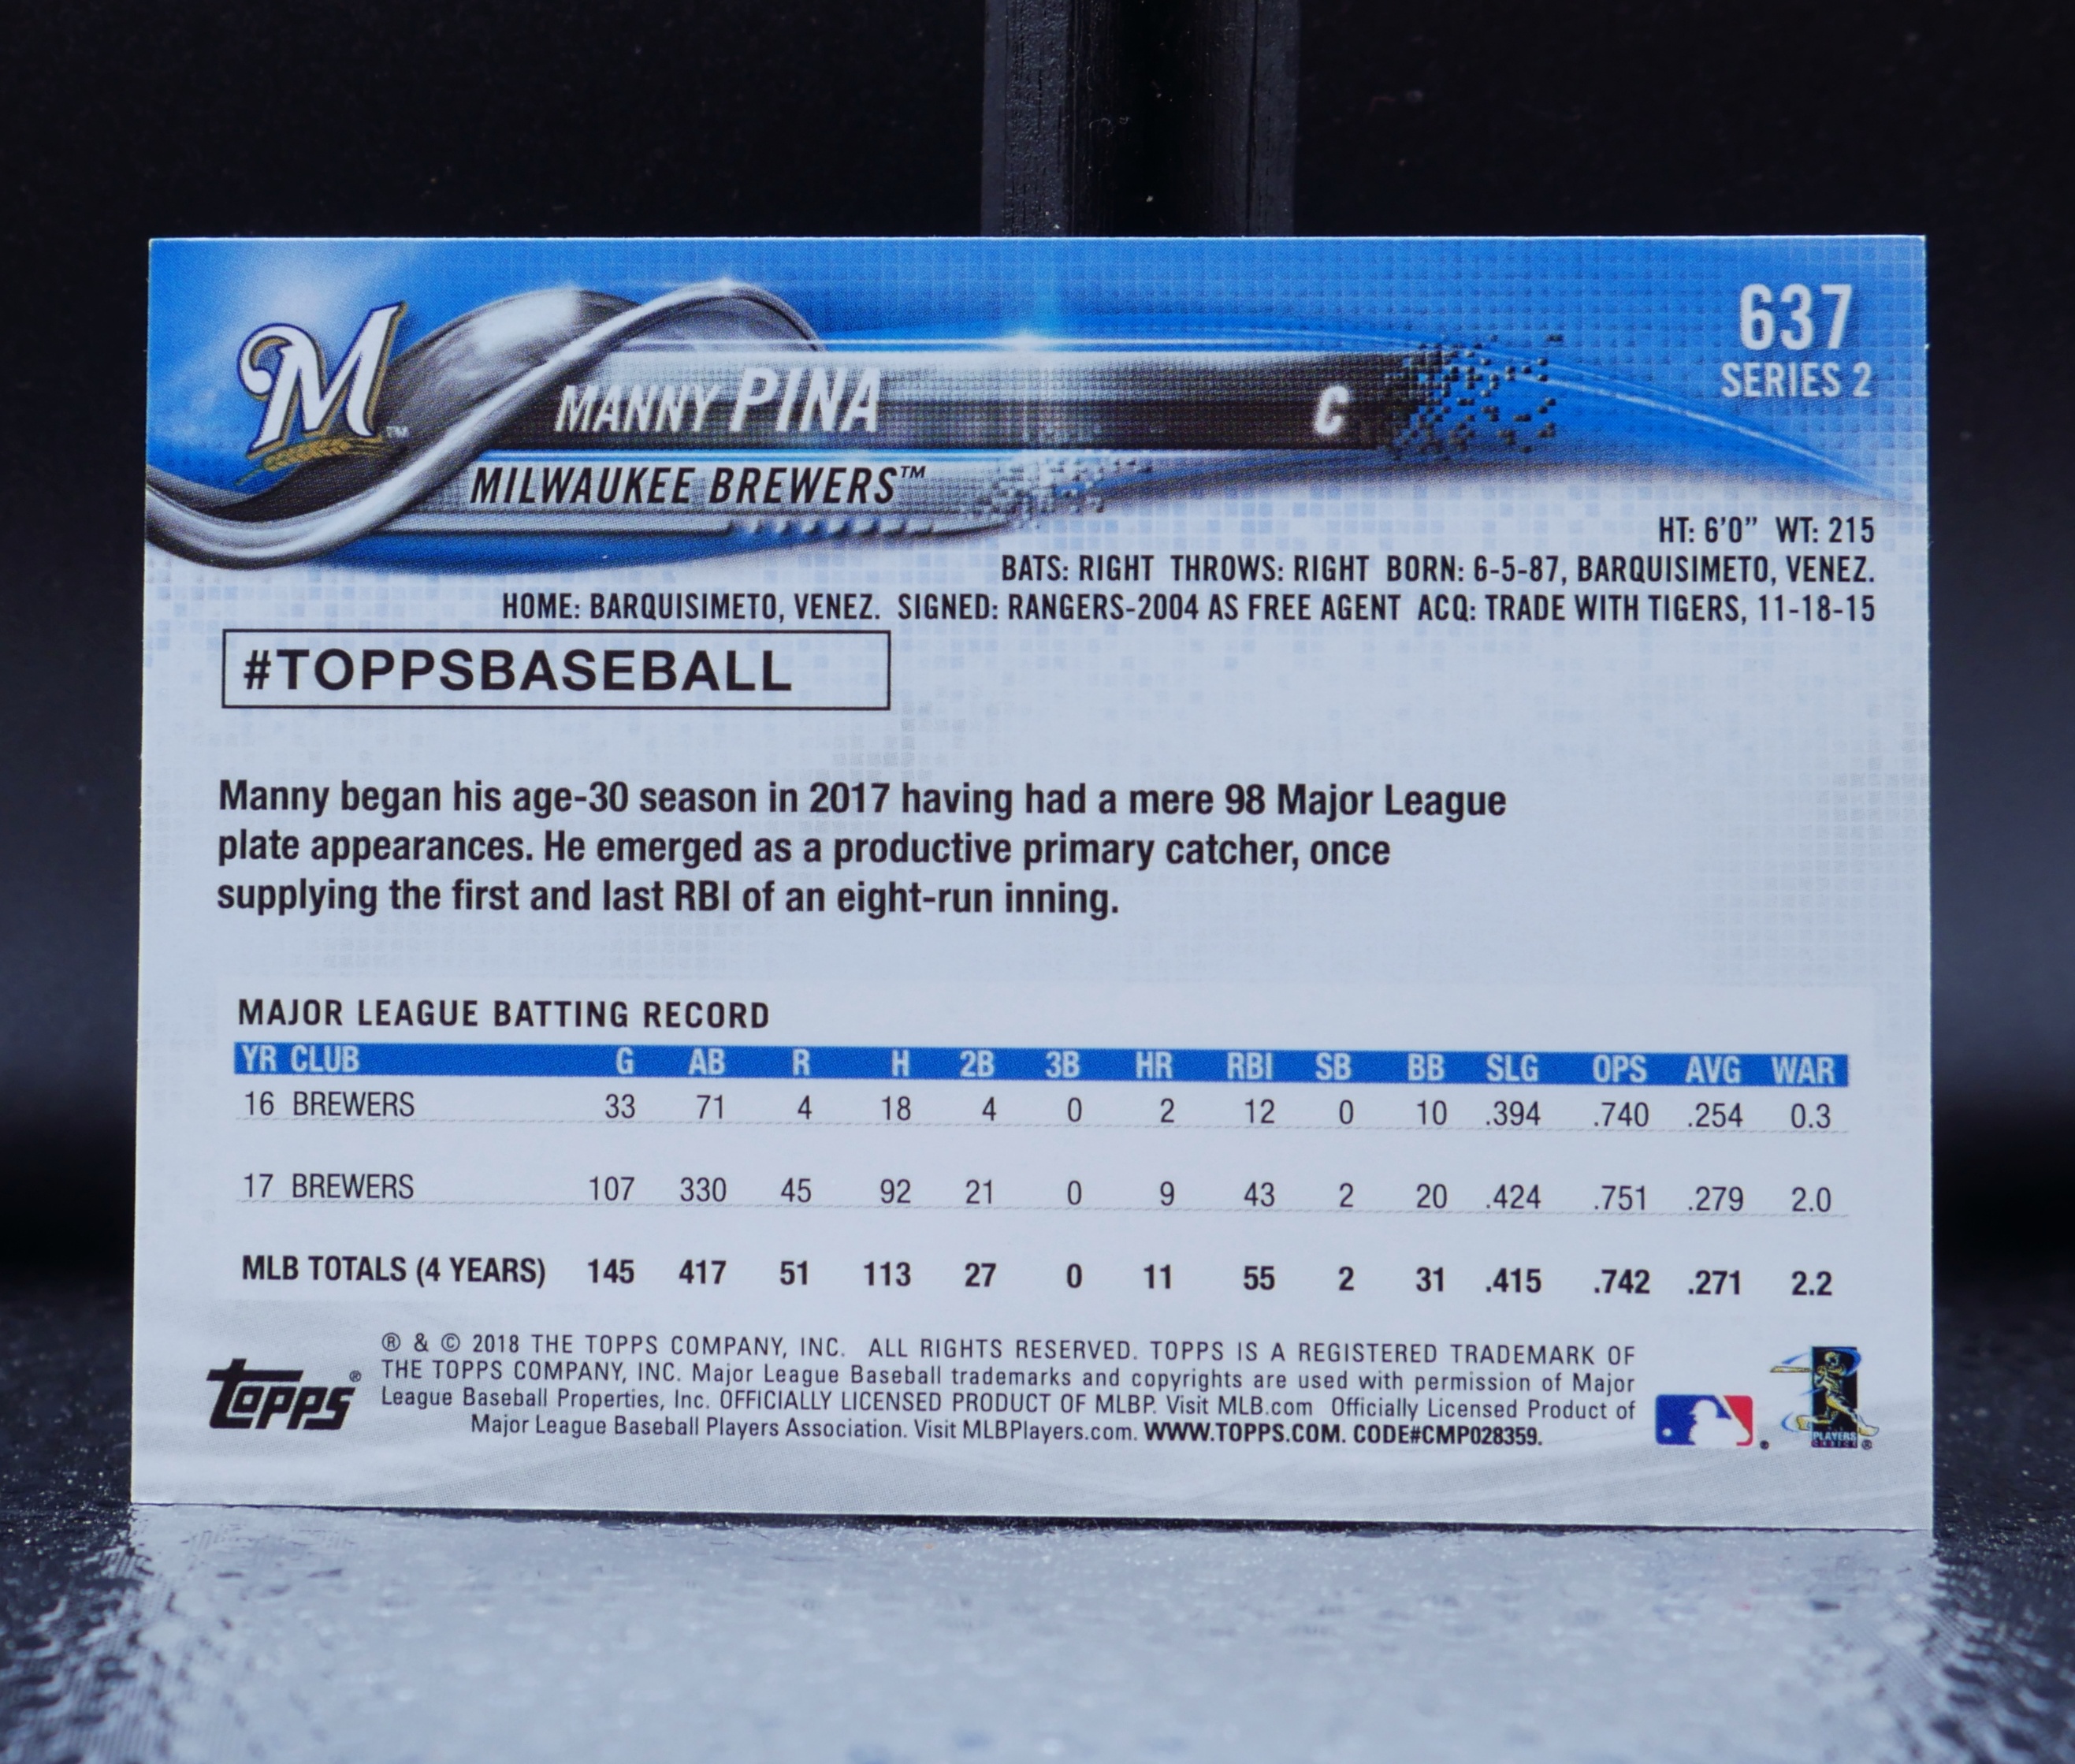 637
SERIES 2
M™
MANNY PINA C
MILWAUKEE BREWERS™
HT: 6'0" WT: 215
BATS: RIGHT THROWS: RIGHT BORN: 6-5-87, BARQUISIMETO, VENEZ.
HOME: BARQUISIMETO, VENEZ. SIGNED: RANGERS-2004 AS FREE AGENT ACQ: TRADE WITH TIGERS, 11-18-15
#TOPPSBASEBALL
Manny began his age-30 season in 2017 having had a mere 98 Major League
plate appearances. He emerged as a productive primary catcher, once
supplying the first and last RBI of an eight-run inning.
MAJOR LEAGUE BATTING RECORD
YR CLUB G AB R H 2B 3B HR RBI SB BB SLG OPS AVG WAR
16 BREWERS 33 71 4 18 4 0 2 12 0 10 .394 .740 .254 0.3
17 BREWERS 107 330 45 92 21 0 9 43 2 20 .424 .751 .279 2.0
MLB TOTALS (4 YEARS) 145 417 51 113 27 0 11 55 2 31 .415 .742 .271 2.2
® & © 2018 THE TOPPS COMPANY, INC. ALL RIGHTS RESERVED. TOPPS IS A REGISTERED TRADEMARK OF
THE TOPPS COMPANY, INC. Major League Baseball trademarks and copyrights are used with permission of Major
League Baseball Properties, Inc. OFFICIALLY LICENSED PRODUCT OF MLBP. Visit MLB.com Officially Licensed Product of
Major League Baseball Players Association. Visit MLBPlayers.com. WWW.TOPPS.COM. CODE#CMP028359.
topps®
PLAYERS
CHOICE ®